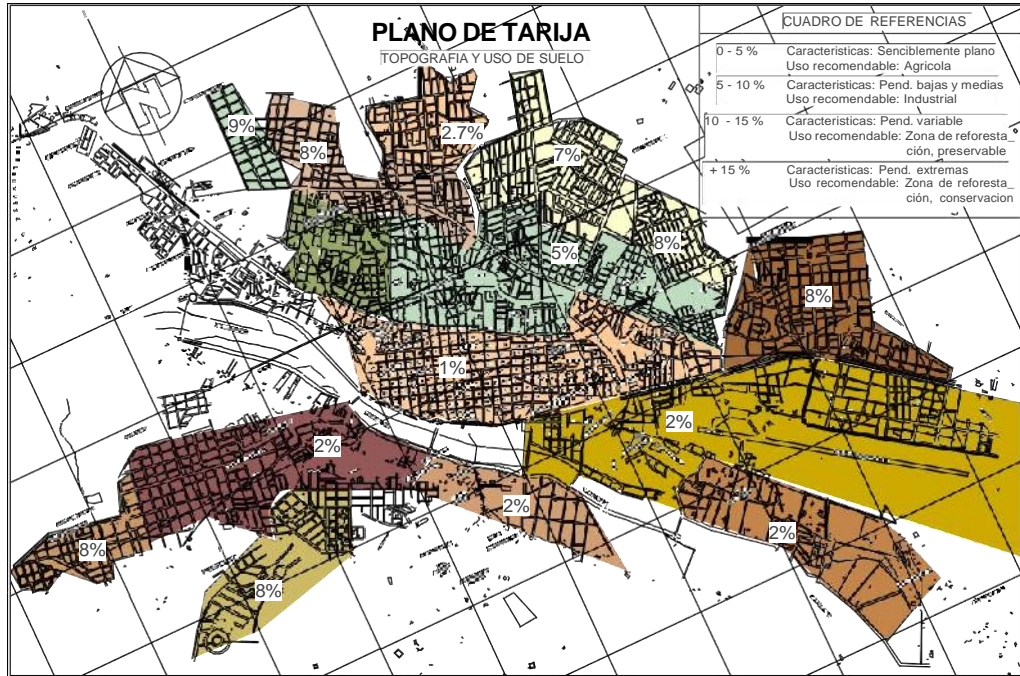 PLANO DE TARIJA
TOPOGRAFIA Y USO DE SUELO
CUADRO DE REFERENCIAS
0 - 5 % Caracteristicas: Senciblemente plano
Uso recomendable: Agricola
5 - 10 % Caracteristicas: Pend. bajas y medias
Uso recomendable: Industrial
10 - 15 % Caracteristicas: Pend. variable
Uso recomendable: Zona de reforesta_
ción, preservable
+ 15 % Caracteristicas: Pend. extremas
Uso recomendable: Zona de reforesta_
ción, conservacion
9%
8%
2.7%
7%
5%
8%
8%
1%
2%
2%
2%
2%
8%
8%